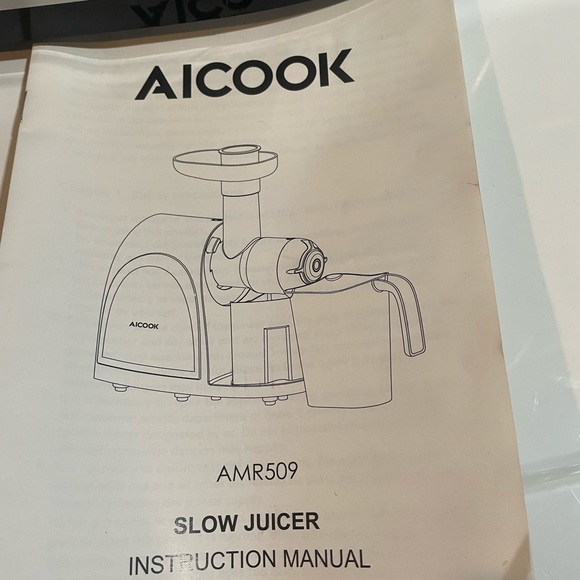 AICOOK
AICOOK
AMR509
SLOW JUICER
INSTRUCTION MANUAL